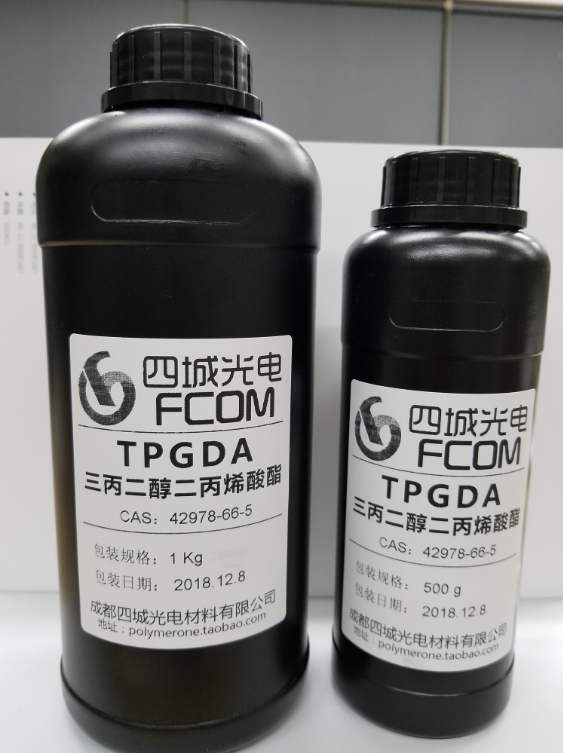 四城光电
FCOM
TPGDA
三丙二醇二丙烯酸酯
CAS: 42978-66-5
包装规格: 1 Kg
包装日期: 2018.12.8
成都四城光电材料有限公司
地址: polymerone.taobao.com
四城光电
FCOM
TPGDA
三丙二醇二丙烯酸酯
CAS: 42978-66-5
包装规格: 500 g
包装日期: 2018.12.8
成都四城光电材料有限公司
地址: polymerone.taobao.com